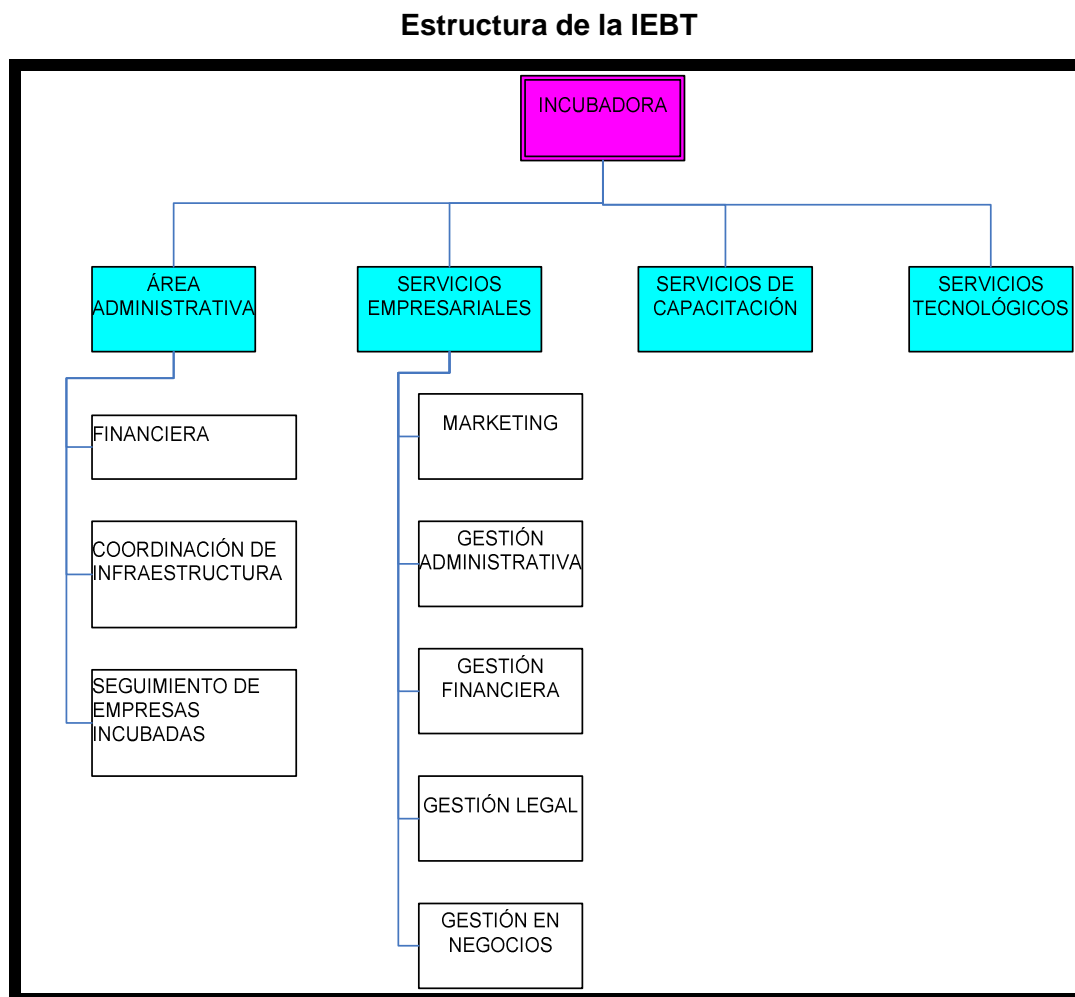 Estructura de la IEBT
INCUBADORA
ÁREA
ADMINISTRATIVA
SERVICIOS
EMPRESARIALES
SERVICIOS DE
CAPACITACIÓN
SERVICIOS
TECNOLÓGICOS
FINANCIERA
COORDINACIÓN DE
INFRAESTRUCTURA
SEGUIMIENTO DE
EMPRESAS
INCUBADAS
MARKETING
GESTIÓN
ADMINISTRATIVA
GESTIÓN
FINANCIERA
GESTIÓN LEGAL
GESTIÓN EN
NEGOCIOS